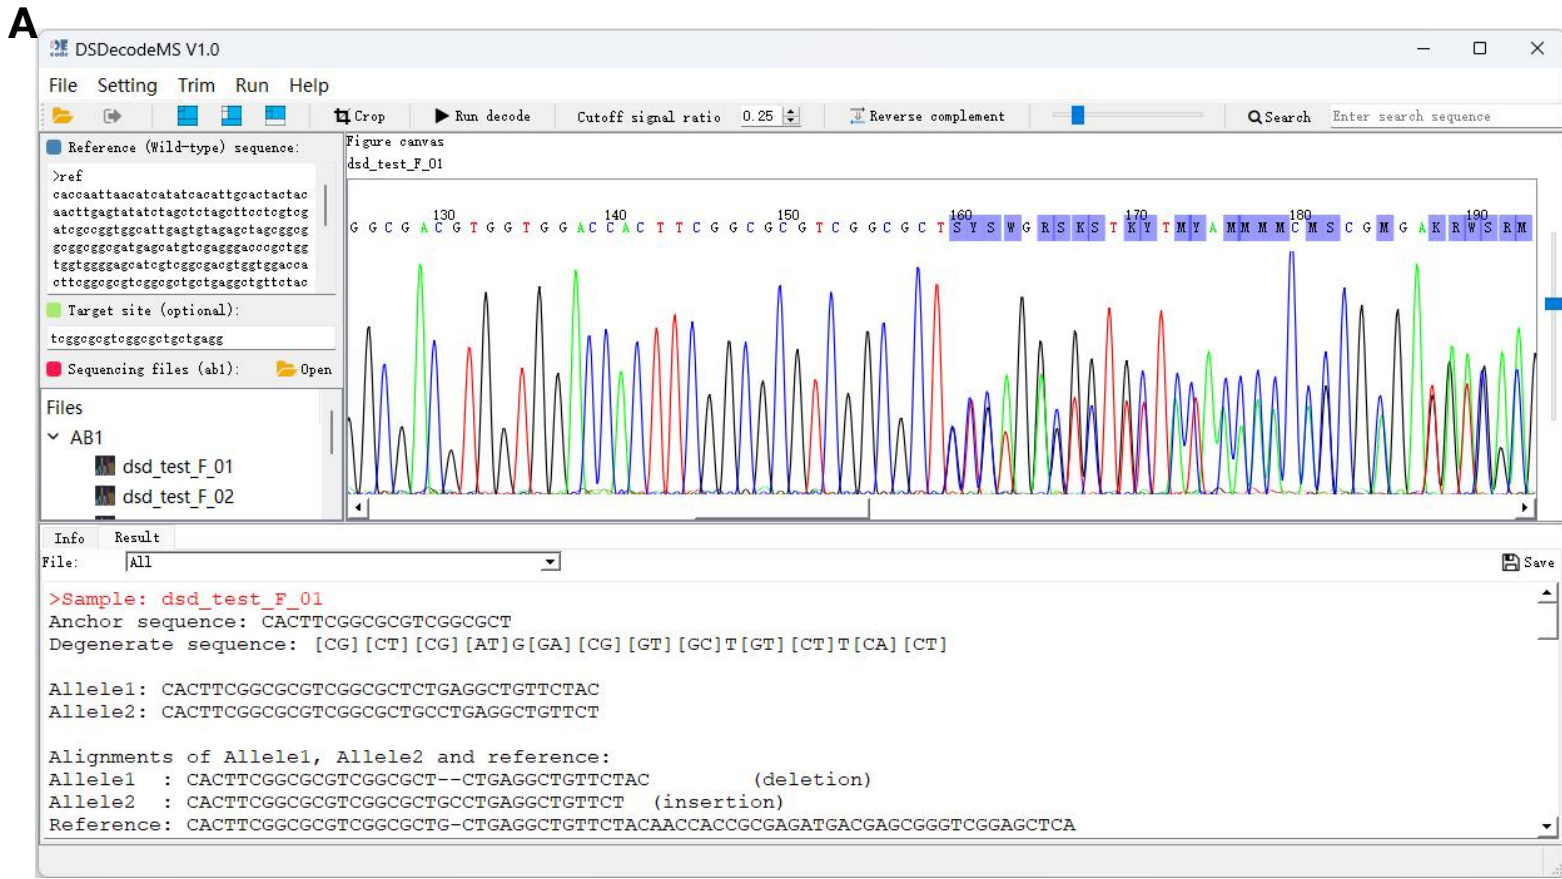 A
DSDecodeMS V1.0
File Setting Trim Run Help
Crop Run decode Cutoff signal ratio 0.25 Reverse complement Search Enter search sequence
Reference (Wild-type) sequence:
>ref
caccaattaacatcatatcacattgcactactac
aacttgagtatatctagctctagcttcctcgtcg
atcgccggtggcattgagtgtagagctagcggcg
gcggcggcgatgagcatgtcgagggacccgctgg
tggtggggagcatcgtcggcgacgtggtggacca
cttcggcgcgtcggcgctgctgaggctgttctac
Target site (optional):
tcggcgcgtcggcgctgctgagg
Sequencing files (ab1): Open
Files
AB1
dsd_test_F_01
dsd_test_F_02
Figure canvas
dsd_test_F_01
130 140 150 160 170 180 190
G G C G A C G T G G T G G A C C A C T T C G G C G C G T C G G C G C T S Y S W G R S K S T K Y T M Y A M M M M C M S C G M G A K R W S R M
Info Result
File: All Save
>Sample: dsd_test_F_01
Anchor sequence: CACTTCGGCGCGTCGGCGCT
Degenerate sequence: [CG][CT][CG][AT]G[GA][CG][GT][GC]T[GT][CT]T[CA][CT]
Allele1: CACTTCGGCGCGTCGGCGCTCTGAGGCTGTTCTAC
Allele2: CACTTCGGCGCGTCGGCGCTGCCTGAGGCTGTTCT
Alignments of Allele1, Allele2 and reference:
Allele1 : CACTTCGGCGCGTCGGCGCT--CTGAGGCTGTTCTAC (deletion)
Allele2 : CACTTCGGCGCGTCGGCGCTGCCTGAGGCTGTTCT (insertion)
Reference: CACTTCGGCGCGTCGGCGCTG-CTGAGGCTGTTCTACAACCACCGCGAGATGACGAGCGGGTCGGAGCTCA